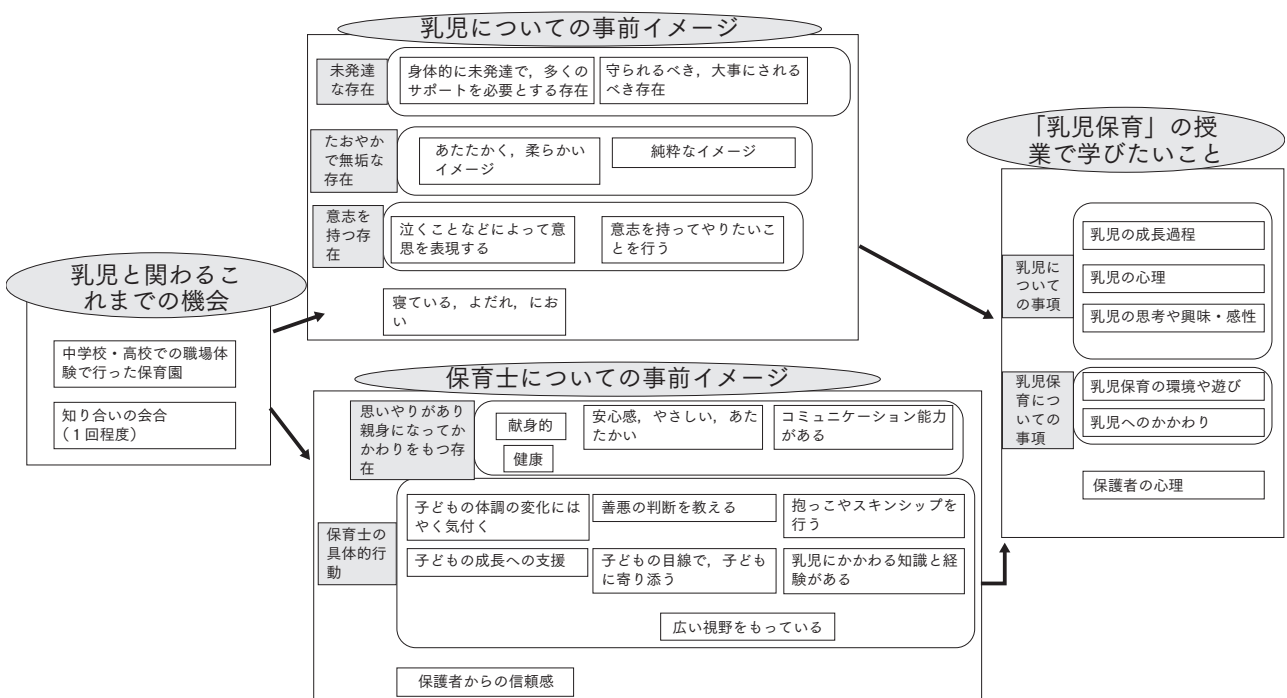 乳児についての事前イメージ
未発達
な存在
身体的に未発達で，多くの
サポートを必要とする存在
守られるべき，大事にされる
べき存在
たおやか
で無垢な
存在
あたたかく，柔らかい
イメージ
純粋なイメージ
意志を
持つ存
在
泣くことなどによって意
思を表現する
意志を持ってやりたいこ
とを行う
寝ている，よだれ，にお
い
乳児と関わるこ
れまでの機会
中学校・高校での職場体
験で行った保育園
知り合いの会合
（１回程度）
保育士についての事前イメージ
思いやりがあり
親身になってか
かわりをもつ存
在
献身的
健康
安心感，やさしい，あた
たかい
コミュニケーション能力
がある
保育士の
具体的行
動
子どもの体調の変化には
やく気付く
善悪の判断を教える
抱っこやスキンシップを
行う
子どもの成長への支援
子どもの目線で，子ども
に寄り添う
乳児にかかわる知識と経
験がある
広い視野をもっている
保護者からの信頼感
「乳児保育」の授
業で学びたいこと
乳児に
ついて
の事項
乳児の成長過程
乳児の心理
乳児の思考や興味・感性
乳児保
育につ
いての
事項
乳児保育の環境や遊び
乳児へのかかわり
保護者の心理